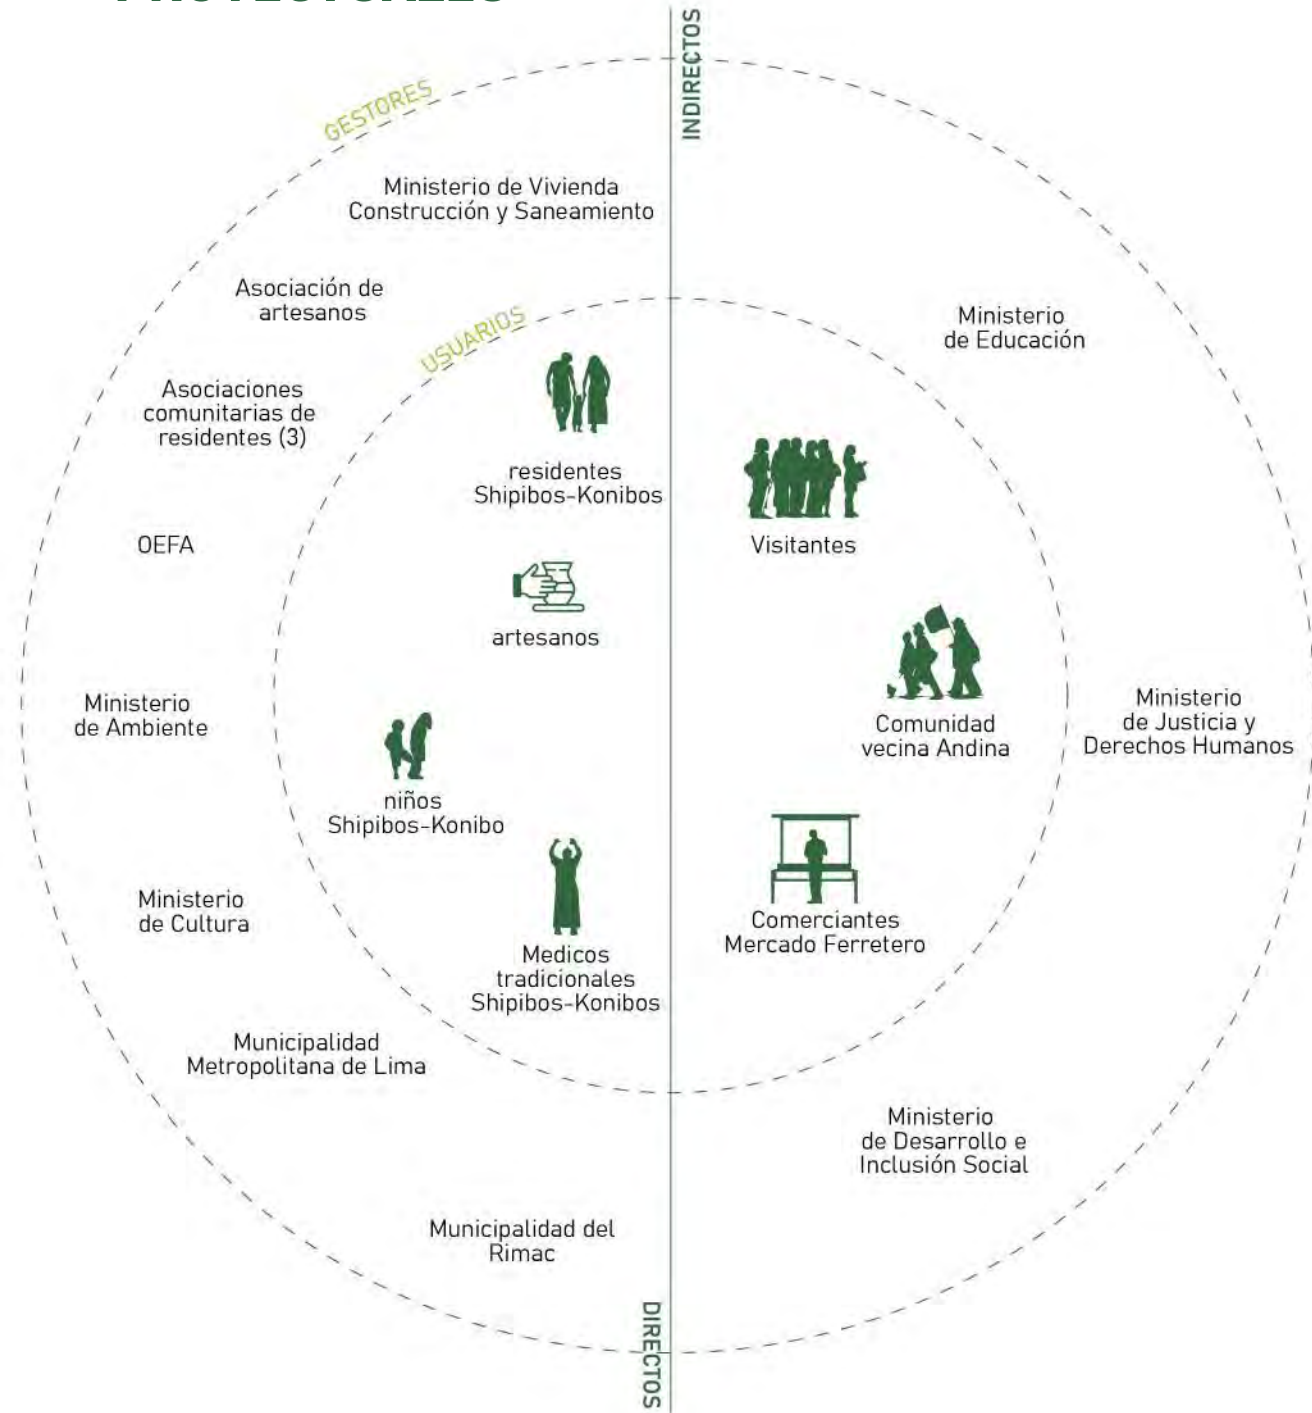 INDIRECTOS
GESTORES
Ministerio de Vivienda
Construcción y Saneamiento
Asociación de
artesanos
Asociaciones
comunitarias de
residentes (3)
OEFA
Ministerio
de Ambiente
Ministerio
de Cultura
Municipalidad
Metropolitana de Lima
Municipalidad del
Rimac
USUARIOS
residentes
Shipibos-Konibos
artesanos
niños
Shipibos-Konibo
Medicos
tradicionales
Shipibos-Konibos
Visitantes
Comunidad
vecina Andina
Comerciantes
Mercado Ferretero
Ministerio
de Educación
Ministerio
de Justicia y
Derechos Humanos
Ministerio
de Desarrollo e
Inclusión Social
DIRECTOS